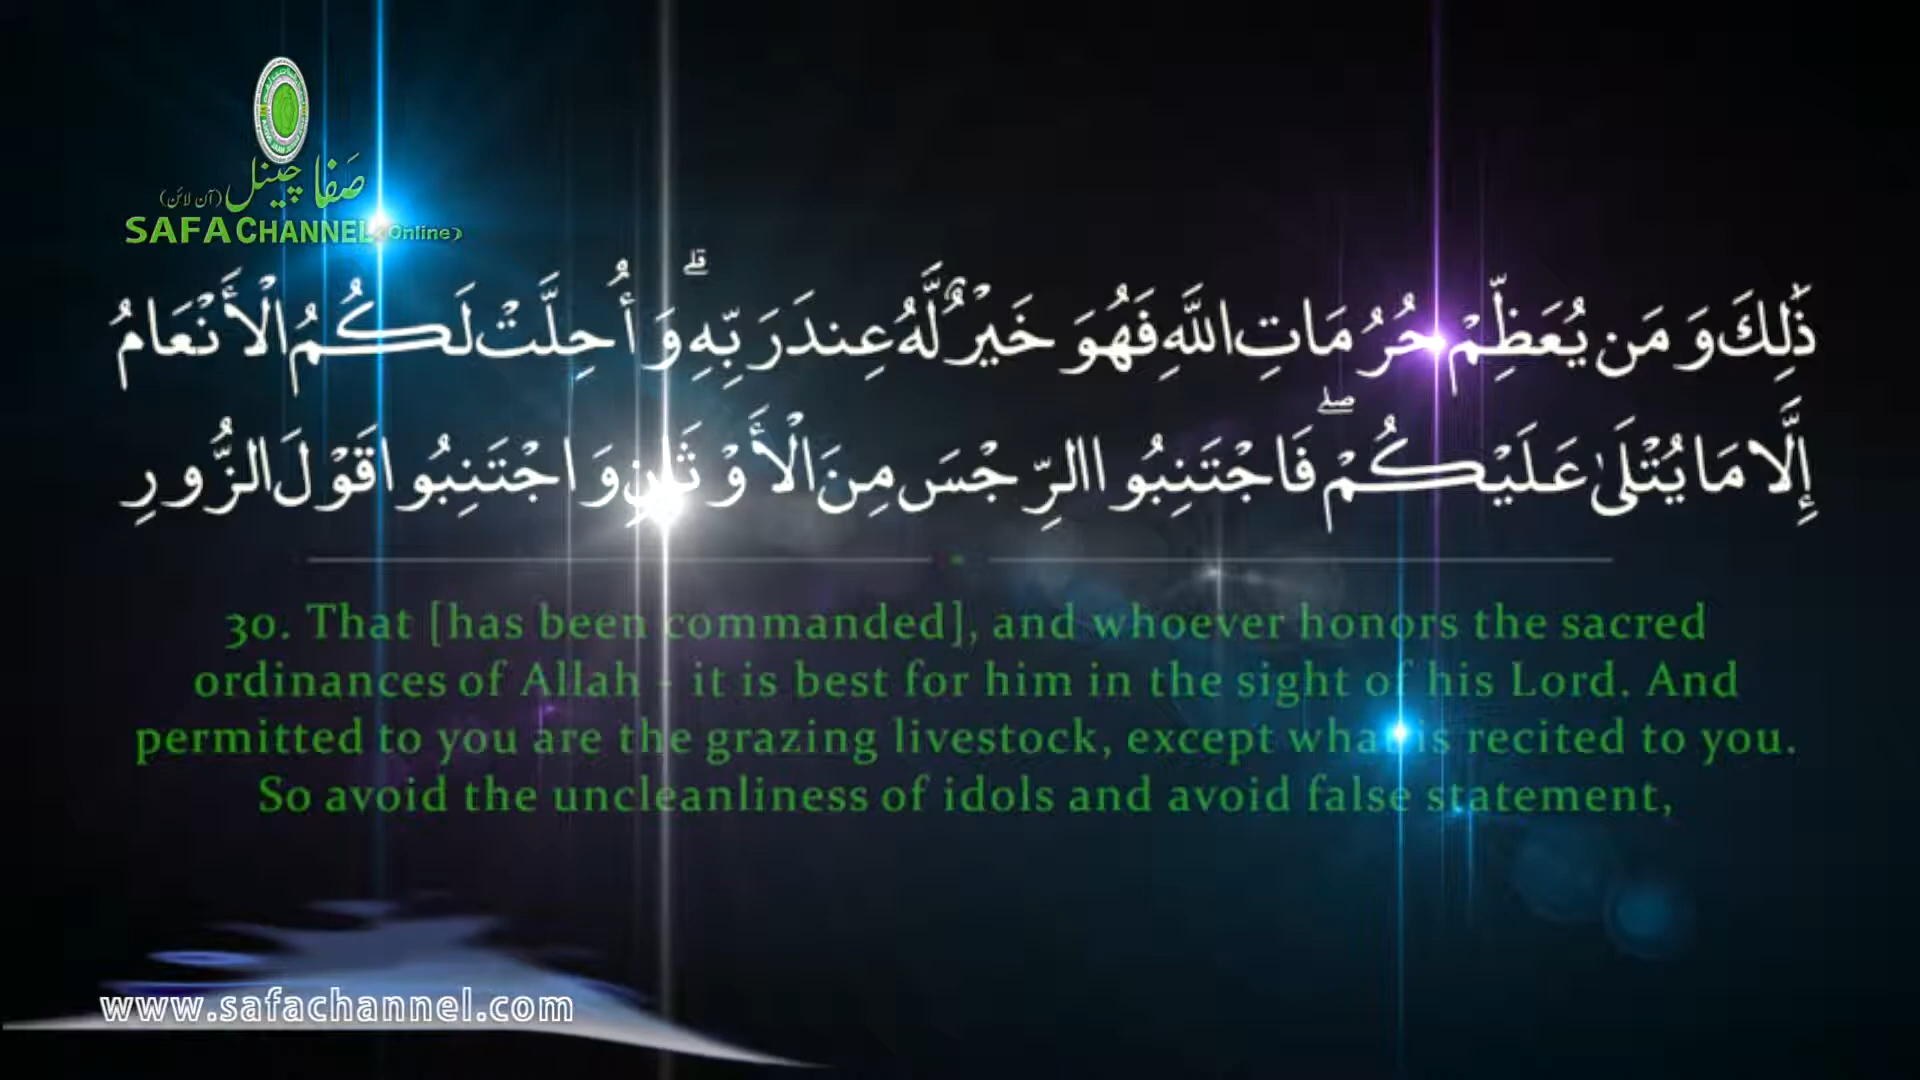 صفا چینل (آن لائن)
SAFA CHANNEL (Online)
ذَٰلِكَ وَمَن يُعَظِّمْ حُرُمَاتِ اللَّهِ فَهُوَ خَيْرٌ لَّهُ عِندَ رَبِّهِ ۗ وَأُحِلَّتْ لَكُمُ الْأَنْعَامُ
إِلَّا مَا يُتْلَىٰ عَلَيْكُمْ ۖ فَاجْتَنِبُوا الرِّجْسَ مِنَ الْأَوْثَانِ وَاجْتَنِبُوا قَوْلَ الزُّورِ
30. That [has been commanded], and whoever honors the sacred
ordinances of Allah - it is best for him in the sight of his Lord. And
permitted to you are the grazing livestock, except what is recited to you.
So avoid the uncleanliness of idols and avoid false statement,
www.safachannel.com